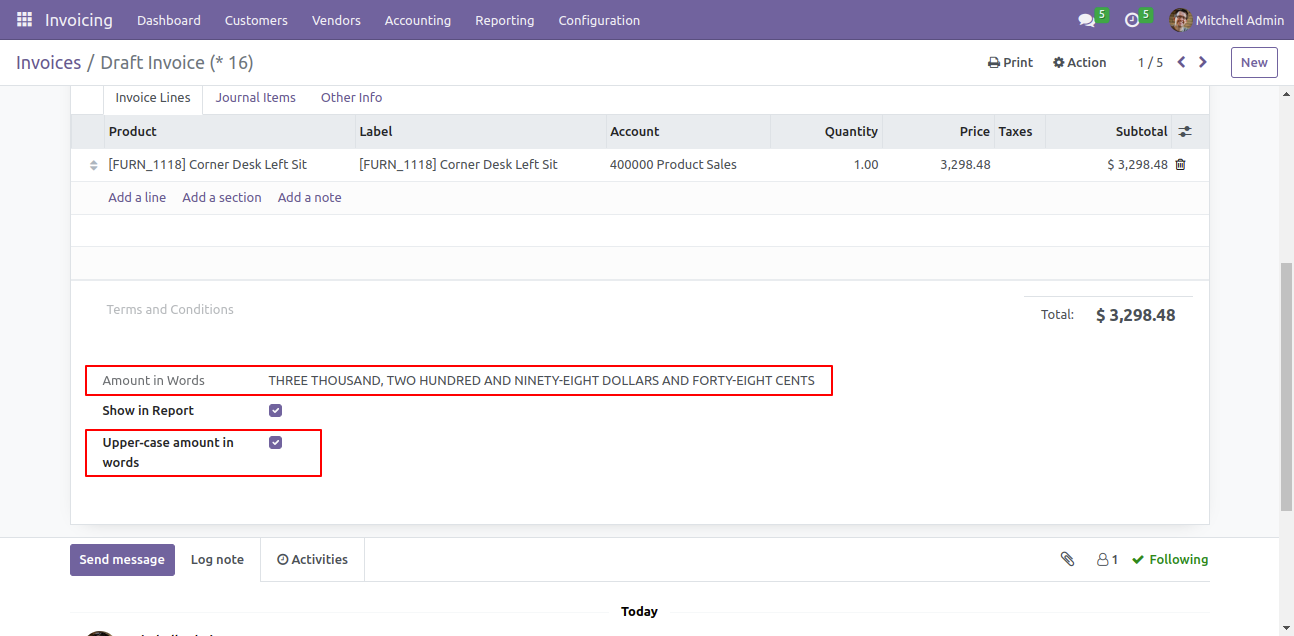 Invoicing Dashboard Customers Vendors Accounting Reporting Configuration 5 5 Mitchell Admin
Invoices / Draft Invoice (* 16) Print Action 1 / 5 New
Invoice Lines Journal Items Other Info
Product Label Account Quantity Price Taxes Subtotal
[FURN_1118] Corner Desk Left Sit [FURN_1118] Corner Desk Left Sit 400000 Product Sales 1.00 3,298.48 $ 3,298.48
Add a line Add a section Add a note
Terms and Conditions
Total: $ 3,298.48
Amount in Words THREE THOUSAND, TWO HUNDRED AND NINETY-EIGHT DOLLARS AND FORTY-EIGHT CENTS
Show in Report
Upper-case amount in
words
Send message Log note Activities 1 Following
Today